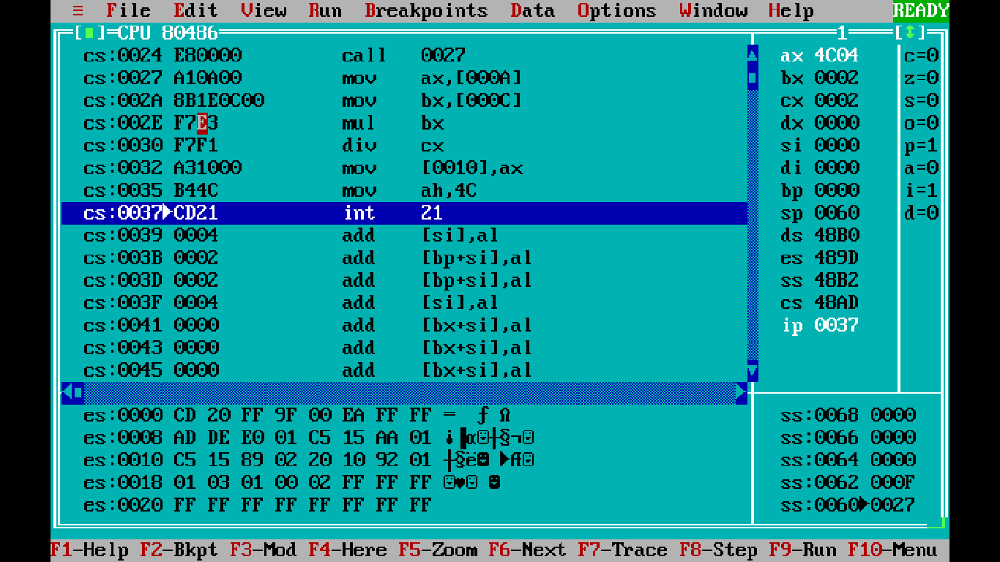 ≡ File Edit View Run Breakpoints Data Options Window Help READY
[■]=CPU 80486 1 [↕]
cs:0024 E80000 call 0027 ax 4C04 c=0
cs:0027 A10A00 mov ax,[000A] bx 0002 z=0
cs:002A 8B1E0C00 mov bx,[000C] cx 0002 s=0
cs:002E F7E3 mul bx dx 0000 o=0
cs:0030 F7F1 div cx si 0000 p=1
cs:0032 A31000 mov [0010],ax di 0000 a=0
cs:0035 B44C mov ah,4C bp 0000 i=1
cs:0037►CD21 int 21 sp 0060 d=0
cs:0039 0004 add [si],al ds 48B0
cs:003B 0002 add [bp+si],al es 489D
cs:003D 0002 add [bp+si],al ss 48B2
cs:003F 0004 add [si],al cs 48AD
cs:0041 0000 add [bx+si],al ip 0037
cs:0043 0000 add [bx+si],al
cs:0045 0000 add [bx+si],al
es:0000 CD 20 FF 9F 00 EA FF FF = ƒ Ω ss:0068 0000
es:0008 AD DE E0 01 C5 15 AA 01 ¡▐α☺┼§¬☺ ss:0066 0000
es:0010 C5 15 89 02 20 10 92 01 ┼§ë☻ ►Æ☺ ss:0064 0000
es:0018 01 03 01 00 02 FF FF FF ☺♥☺ ☻ ss:0062 000F
es:0020 FF FF FF FF FF FF FF FF ss:0060►0027
F1-Help F2-Bkpt F3-Mod F4-Here F5-Zoom F6-Next F7-Trace F8-Step F9-Run F10-Menu